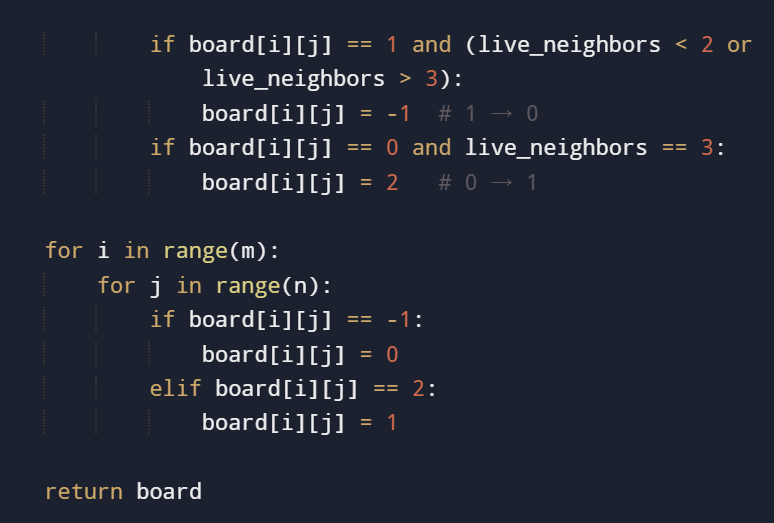 if board[i][j] == 1 and (live_neighbors < 2 or
live_neighbors > 3):
board[i][j] = -1  # 1 → 0
if board[i][j] == 0 and live_neighbors == 3:
board[i][j] = 2   # 0 → 1
for i in range(m):
for j in range(n):
if board[i][j] == -1:
board[i][j] = 0
elif board[i][j] == 2:
board[i][j] = 1
return board